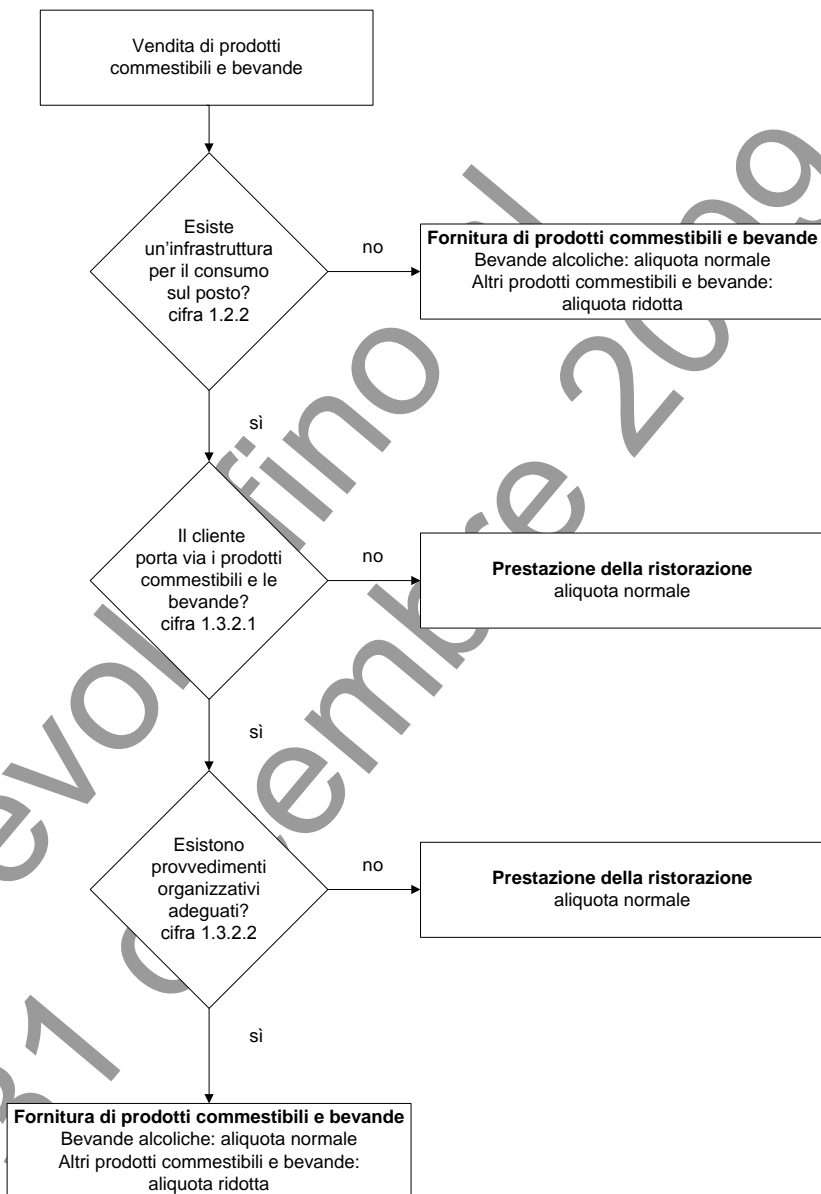 Vendita di prodotti
commestibili e bevande
Esiste
un'infrastruttura
per il consumo
sul posto?
cifra 1.2.2
no
Fornitura di prodotti commestibili e bevande
Bevande alcoliche: aliquota normale
Altri prodotti commestibili e bevande:
aliquota ridotta
sì
Il cliente
porta via i prodotti
commestibili e le
bevande?
cifra 1.3.2.1
no
Prestazione della ristorazione
aliquota normale
sì
Esistono
provvedimenti
organizzativi
adeguati?
cifra 1.3.2.2
no
Prestazione della ristorazione
aliquota normale
sì
Fornitura di prodotti commestibili e bevande
Bevande alcoliche: aliquota normale
Altri prodotti commestibili e bevande:
aliquota ridotta
fino